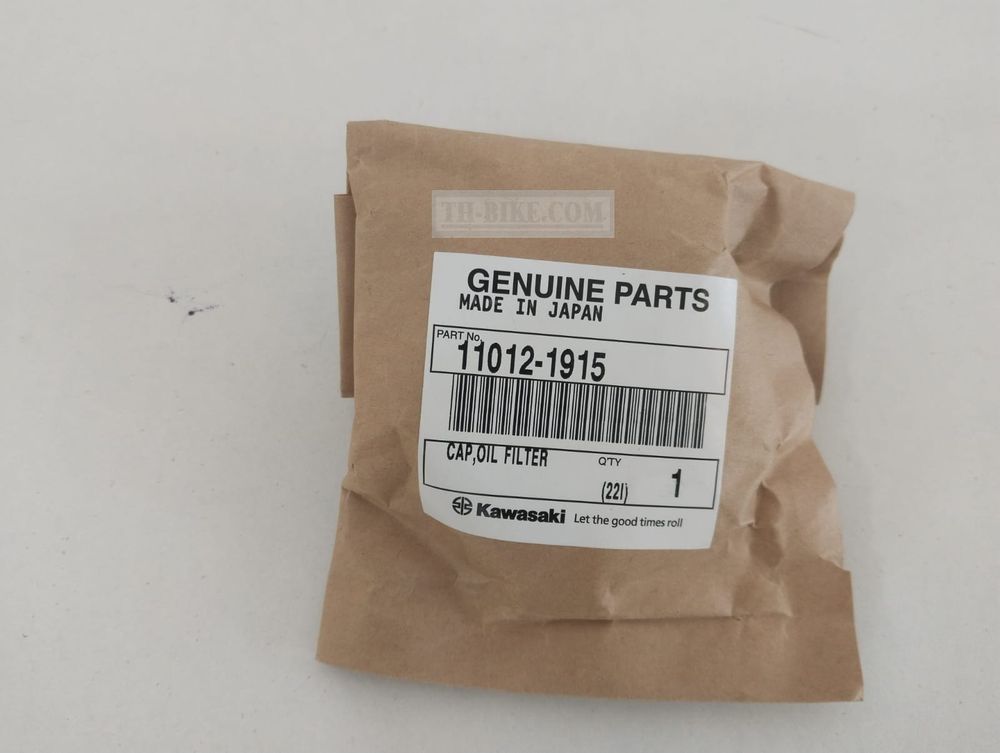 TH-BIKE.COM
GENUINE PARTS
MADE IN JAPAN
PART No.
11012-1915
CAP,OIL FILTER Q'TY
(22I) 1
Kawasaki Let the good times roll